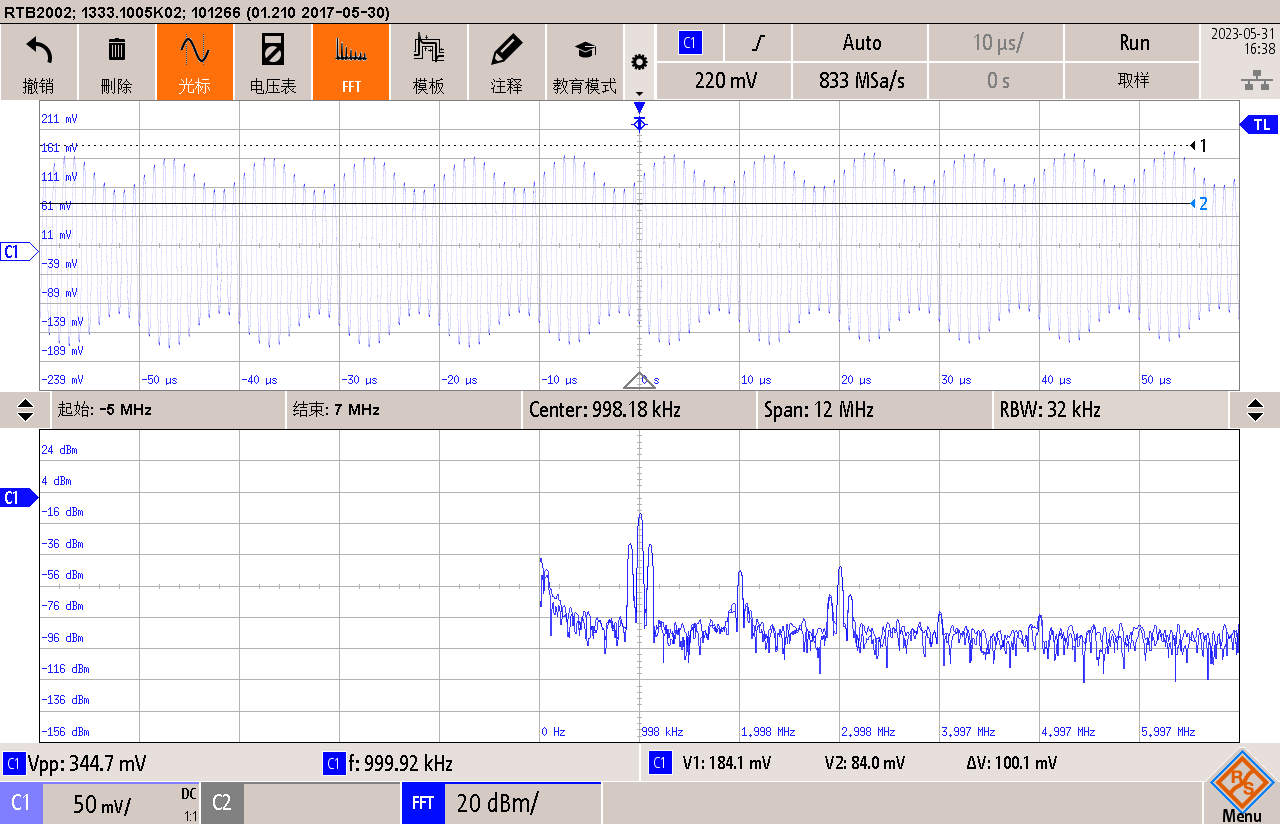 RTB2002; 1333.1005K02; 101266 (01.210 2017-05-30)
撤销
刪除
光标
电压表
FFT
模板
注释
教育模式
C1
Auto
10 µs/
Run
220 mV
833 MSa/s
0 s
取样
2023-05-31
16:38
TL
211 mV
161 mV
111 mV
61 mV
11 mV
-39 mV
-89 mV
-139 mV
-189 mV
-239 mV
1
2
C1
-50 µs
-40 µs
-30 µs
-20 µs
-10 µs
0 s
10 µs
20 µs
30 µs
40 µs
50 µs
起始: -5 MHz
结束: 7 MHz
Center: 998.18 kHz
Span: 12 MHz
RBW: 32 kHz
24 dBm
4 dBm
C1
-16 dBm
-36 dBm
-56 dBm
-76 dBm
-96 dBm
-116 dBm
-136 dBm
-156 dBm
0 Hz
998 kHz
1,998 MHz
2,998 MHz
3,997 MHz
4,997 MHz
5,997 MHz
C1 Vpp: 344.7 mV
C1 f: 999.92 kHz
C1 V1: 184.1 mV
V2: 84.0 mV
ΔV: 100.1 mV
C1
50 mV/
DC
1:1
C2
FFT
20 dBm/
R S
Menu